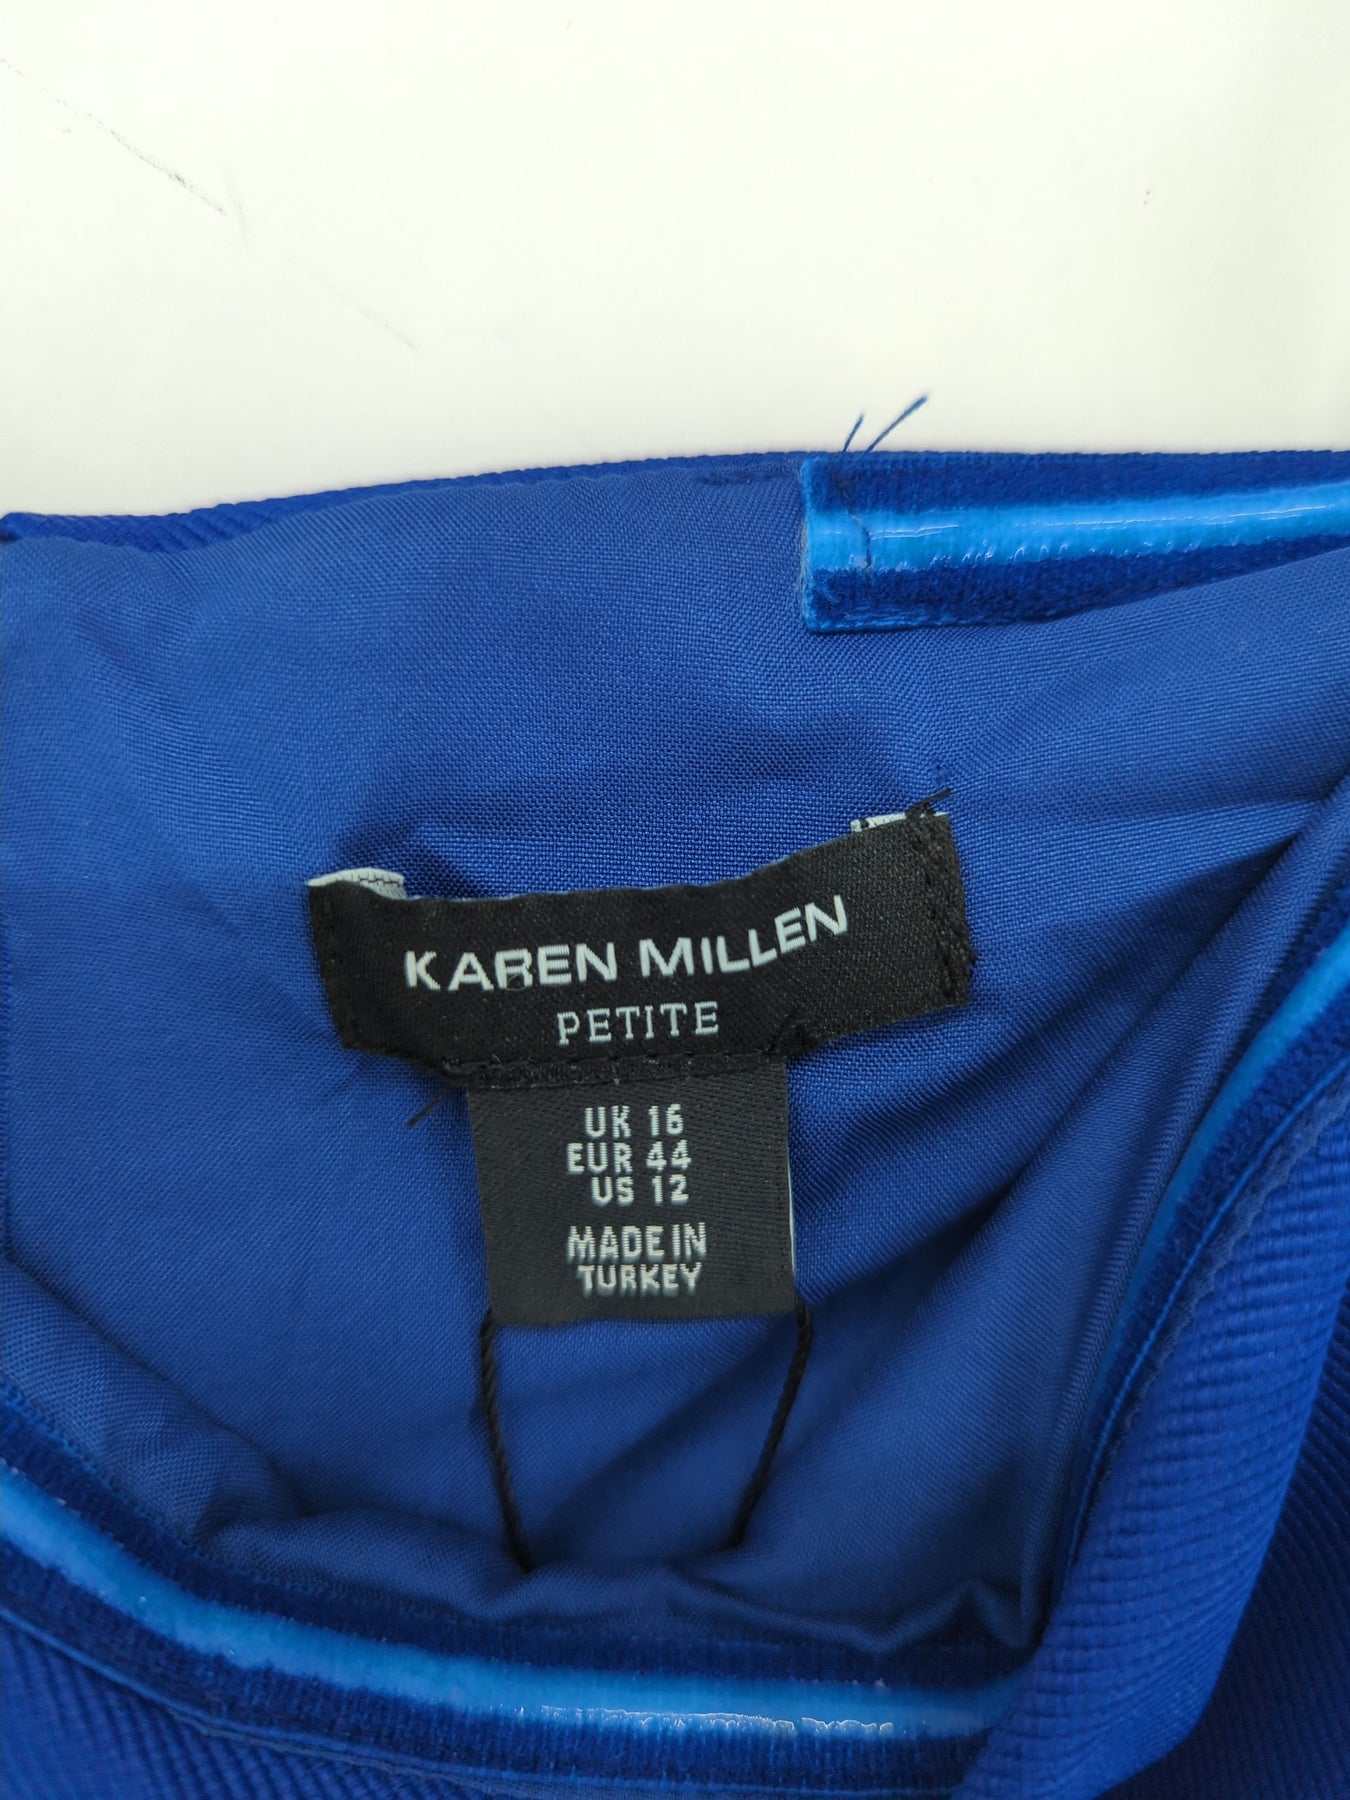 KAREN MILLEN
PETITE
UK 16
EUR 44
US 12
MADE IN
TURKEY